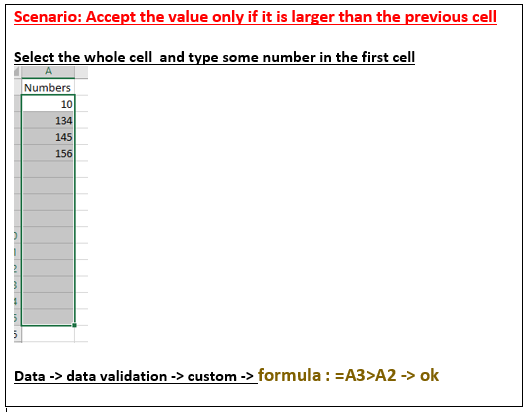 Scenario: Accept the value only if it is larger than the previous cell
Select the whole cell and type some number in the first cell
A
Numbers
10
134
145
156
Data -> data validation -> custom -> formula : =A3>A2 -> ok